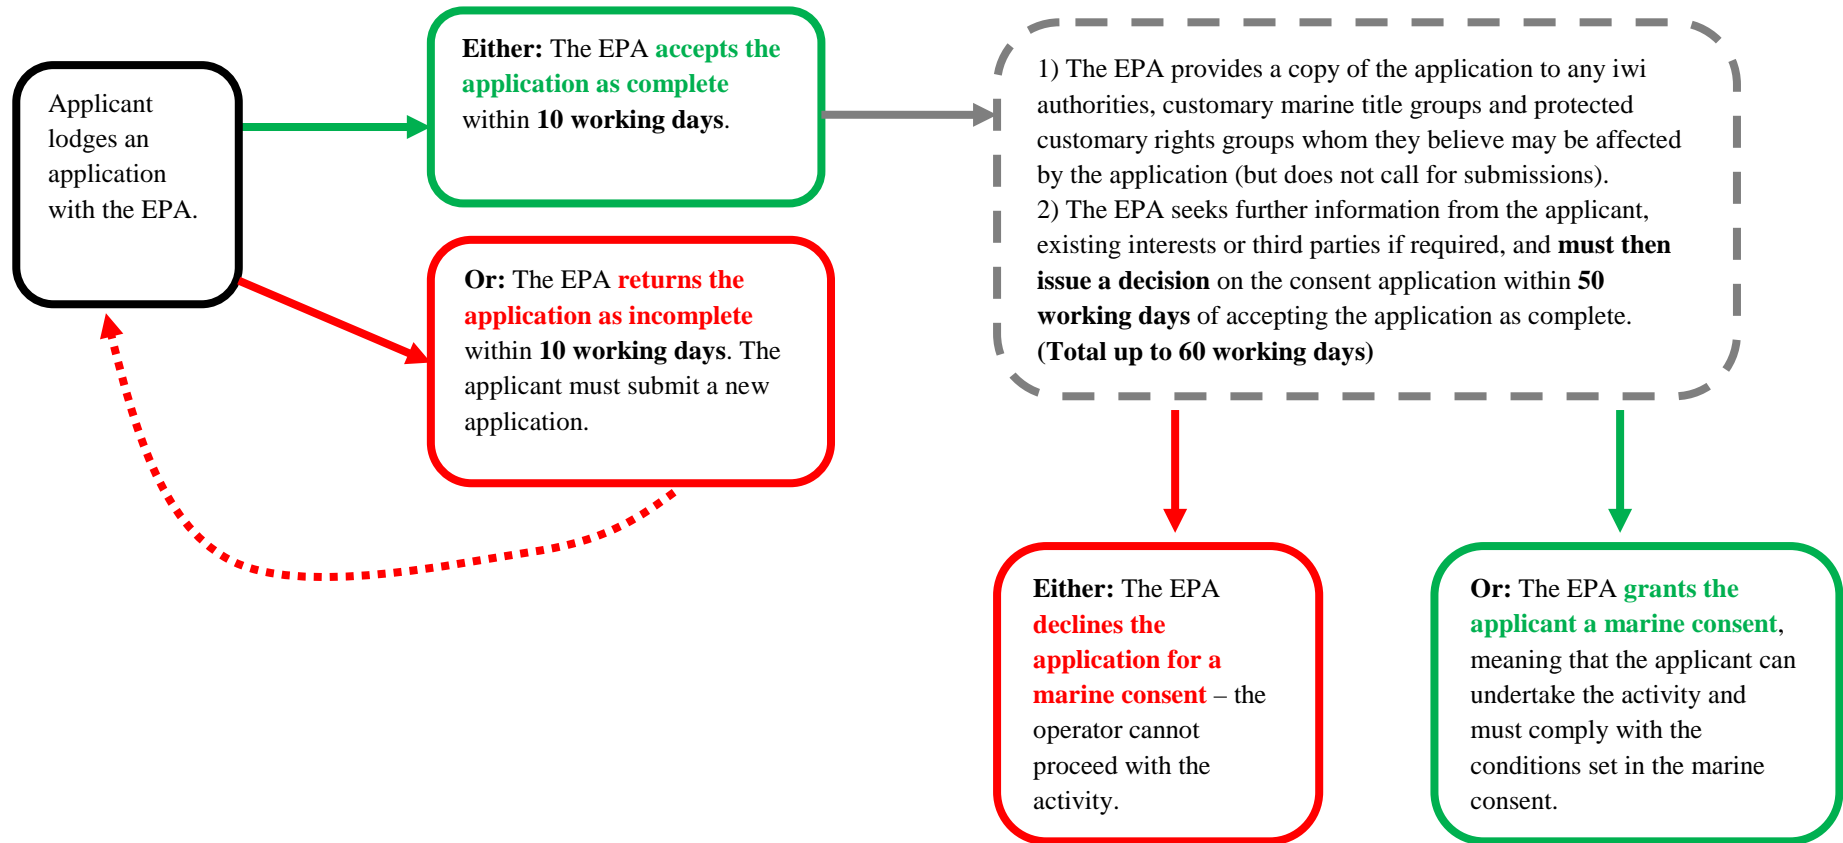 Applicant
lodges an
application
with the EPA.
Either: The EPA accepts the
application as complete
within 10 working days.
Or: The EPA returns the
application as incomplete
within 10 working days. The
applicant must submit a new
application.
1) The EPA provides a copy of the application to any iwi
authorities, customary marine title groups and protected
customary rights groups whom they believe may be affected
by the application (but does not call for submissions).
2) The EPA seeks further information from the applicant,
existing interests or third parties if required, and must then
issue a decision on the consent application within 50
working days of accepting the application as complete.
(Total up to 60 working days)
Either: The EPA
declines the
application for a
marine consent – the
operator cannot
proceed with the
activity.
Or: The EPA grants the
applicant a marine consent,
meaning that the applicant can
undertake the activity and
must comply with the
conditions set in the marine
consent.